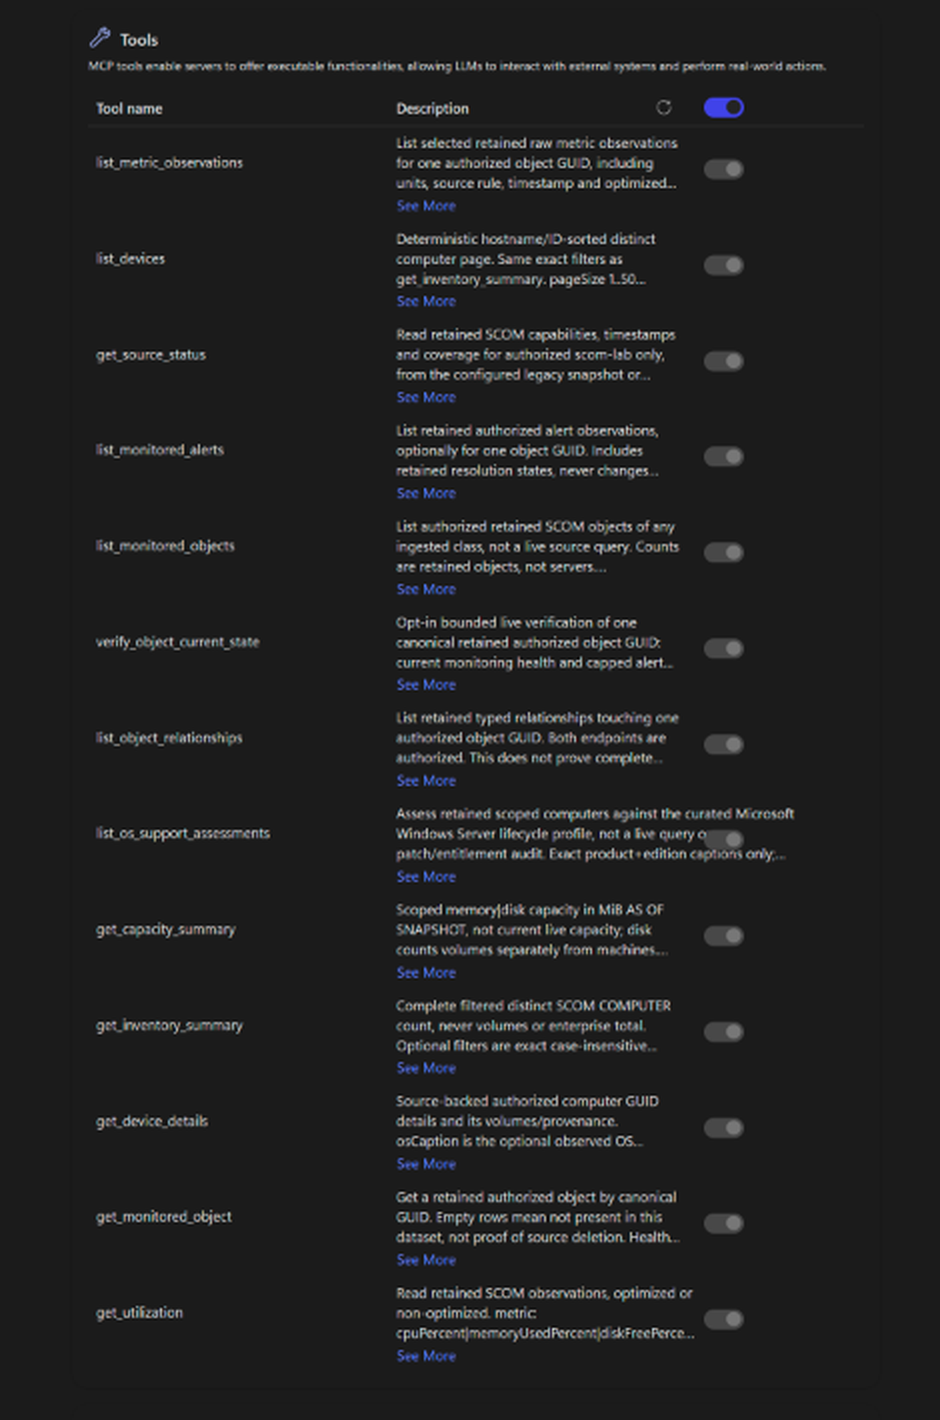 Tools
MCP tools enable servers to offer executable functionalities, allowing LLMs to interact with external systems and perform real-world actions.
Tool name
Description
list_metric_observations
List selected retained raw metric observations
for one authorized object GUID, including
units, source rule, timestamp and optimized...
See More
list_devices
Deterministic hostname/ID-sorted distinct
computer page. Same exact filters as
get_inventory_summary. pageSize 1..50...
See More
get_source_status
Read retained SCOM capabilities, timestamps
and coverage for authorized scom-lab only,
from the configured legacy snapshot or...
See More
list_monitored_alerts
List retained authorized alert observations,
optionally for one object GUID. Includes
retained resolution states, never changes...
See More
list_monitored_objects
List authorized retained SCOM objects of any
ingested class, not a live source query. Counts
are retained objects, not servers....
See More
verify_object_current_state
Opt-in bounded live verification of one
canonical retained authorized object GUID:
current monitoring health and capped alert...
See More
list_object_relationships
List retained typed relationships touching one
authorized object GUID. Both endpoints are
authorized. This does not prove complete...
See More
list_os_support_assessments
Assess retained scoped computers against the curated Microsoft
Windows Server lifecycle profile, not a live query
patch/entitlement audit. Exact product+edition captions only;...
See More
get_capacity_summary
Scoped memory|disk capacity in MiB AS OF
SNAPSHOT, not current live capacity; disk
counts volumes separately from machines....
See More
get_inventory_summary
Complete filtered distinct SCOM COMPUTER
count, never volumes or enterprise total.
Optional filters are exact case-insensitive...
See More
get_device_details
Source-backed authorized computer GUID
details and its volumes/provenance.
osCaption is the optional observed OS...
See More
get_monitored_object
Get a retained authorized object by canonical
GUID. Empty rows mean not present in this
dataset, not proof of source deletion. Health...
See More
get_utilization
Read retained SCOM observations, optimized or
non-optimized. metric:
cpuPercent|memoryUsedPercent|diskFreePerce...
See More